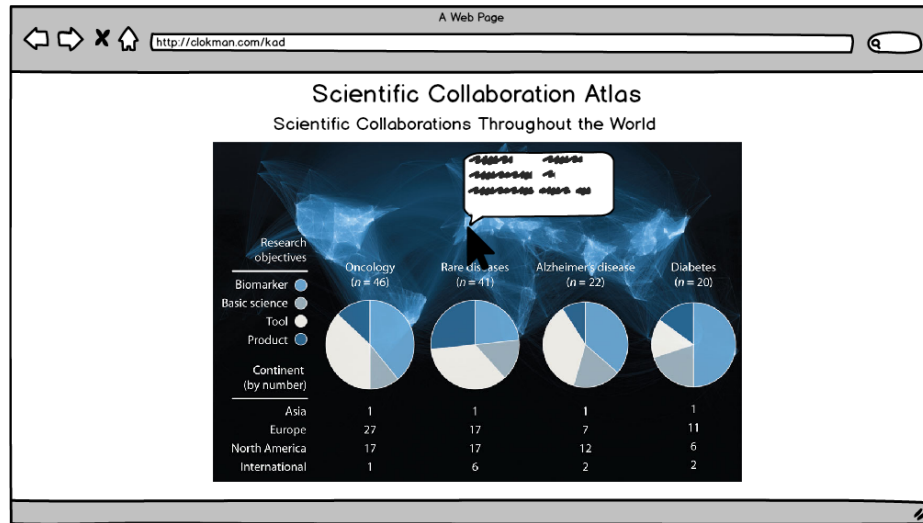 A Web Page
http://clokman.com/kad
Scientific Collaboration Atlas
Scientific Collaborations Throughout the World
Research objectives
Oncology (n = 46)
Rare diseases (n = 41)
Alzheimer's disease (n = 22)
Diabetes (n = 20)
Biomarker
Basic science
Tool
Product
Continent (by number)
Asia 1 1 1 1
Europe 27 17 7 11
North America 17 17 12 6
International 1 6 2 2